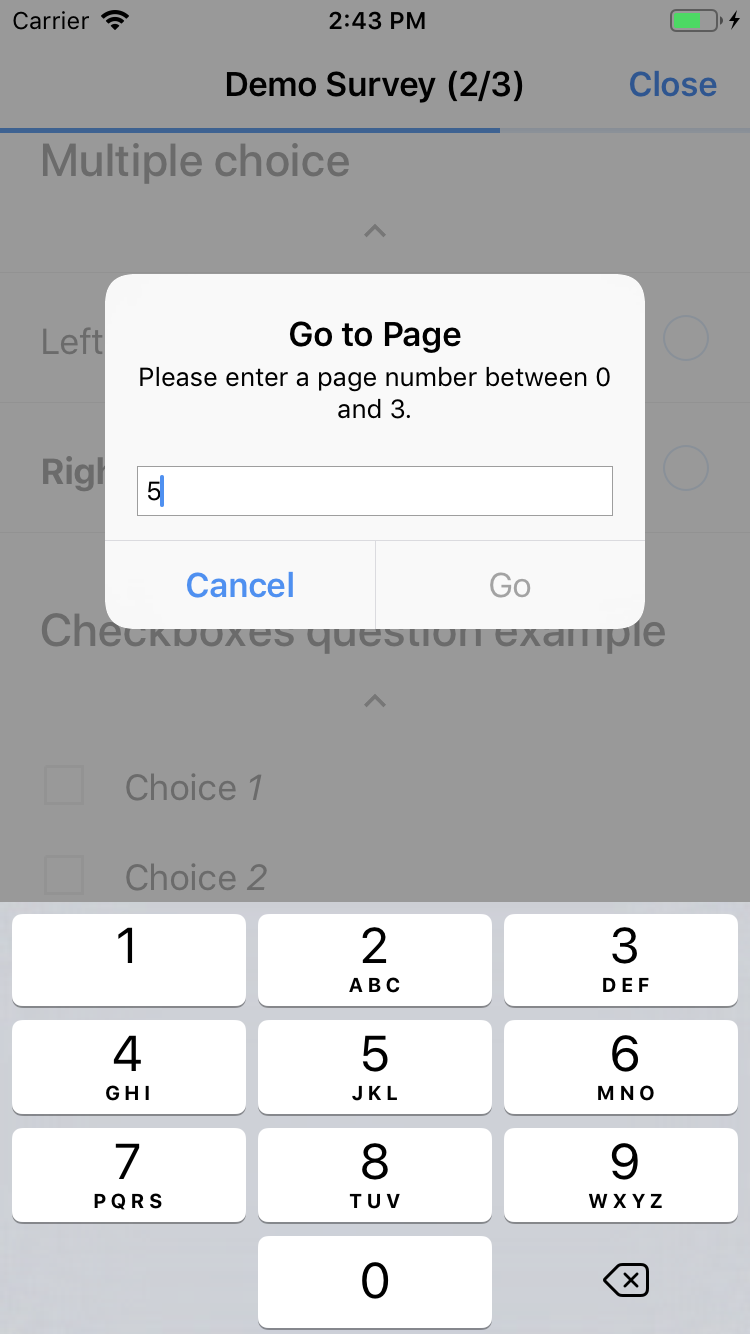 Carrier 2:43 PM
Demo Survey (2/3) Close
Multiple choice
Left
Go to Page
Please enter a page number between 0
and 3.
Righ
5
Cancel Go
Checkboxes question example
Choice 1
Choice 2
1 2 3
ABC DEF
4 5 6
GHI JKL MNO
7 8 9
PQRS TUV WXYZ
0